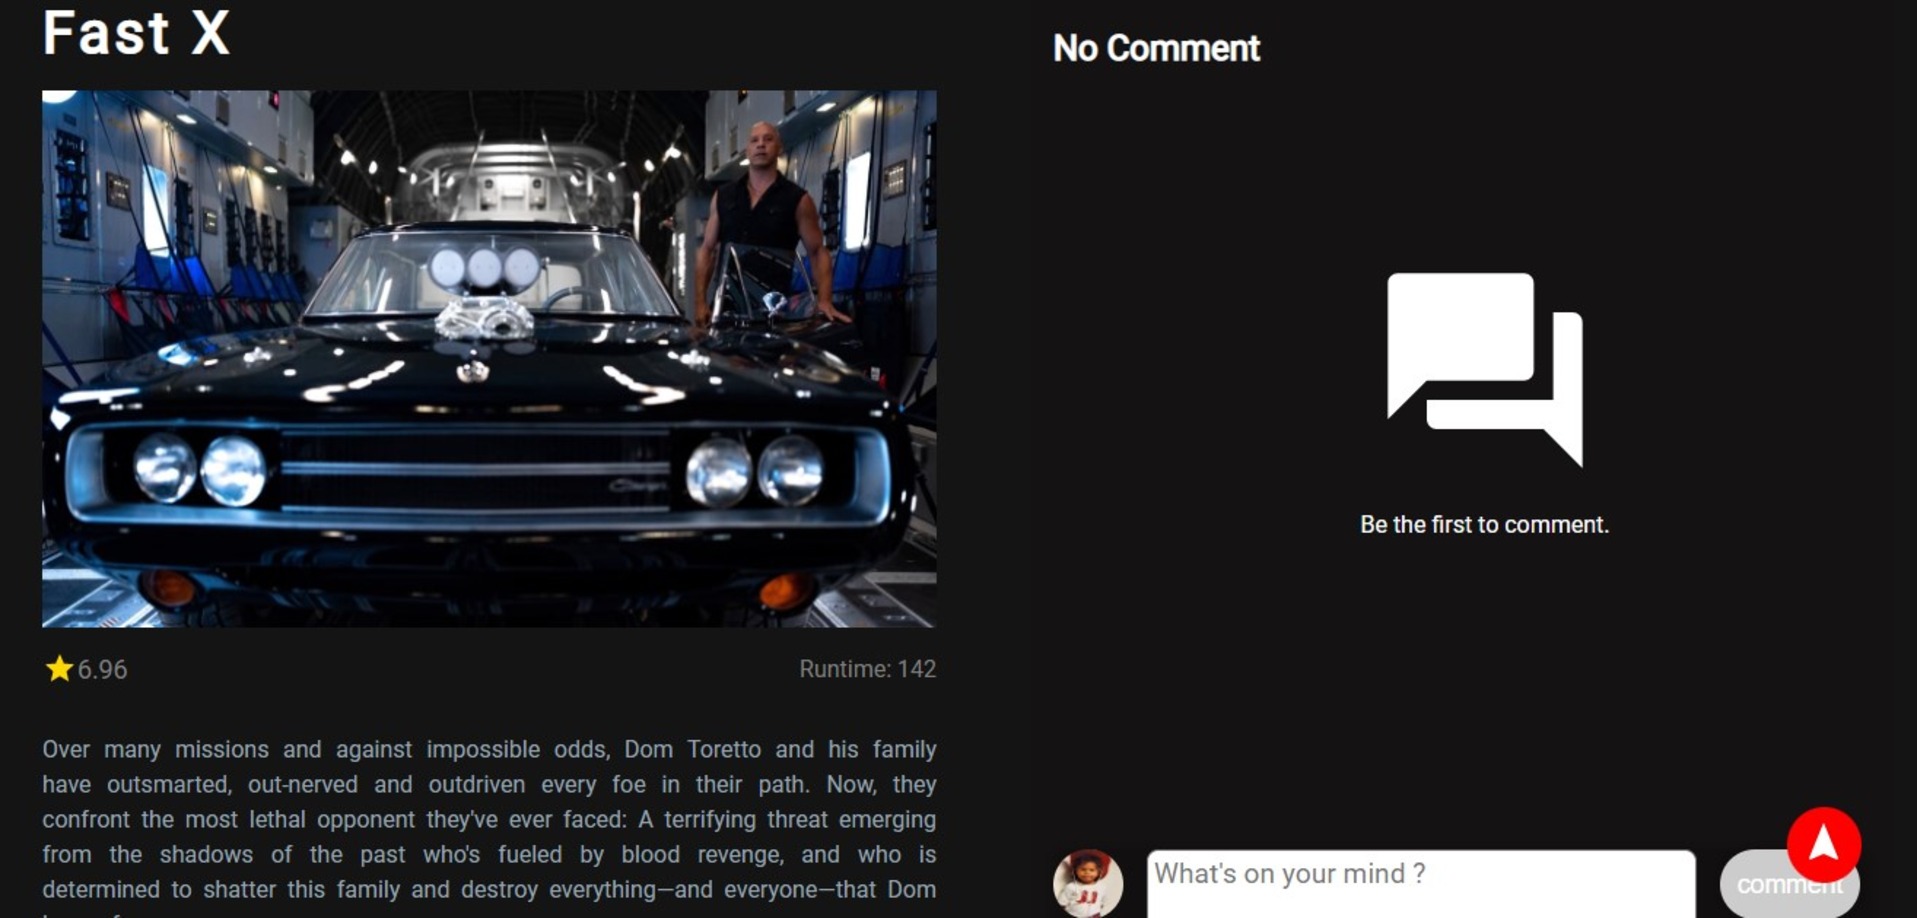 Fast X
6.96
Runtime: 142
Over many missions and against impossible odds, Dom Toretto and his family
have outsmarted, out-nerved and outdriven every foe in their path. Now, they
confront the most lethal opponent they've ever faced: A terrifying threat emerging
from the shadows of the past who's fueled by blood revenge, and who is
determined to shatter this family and destroy everything—and everyone—that Dom
No Comment
Be the first to comment.
What's on your mind ?
comment